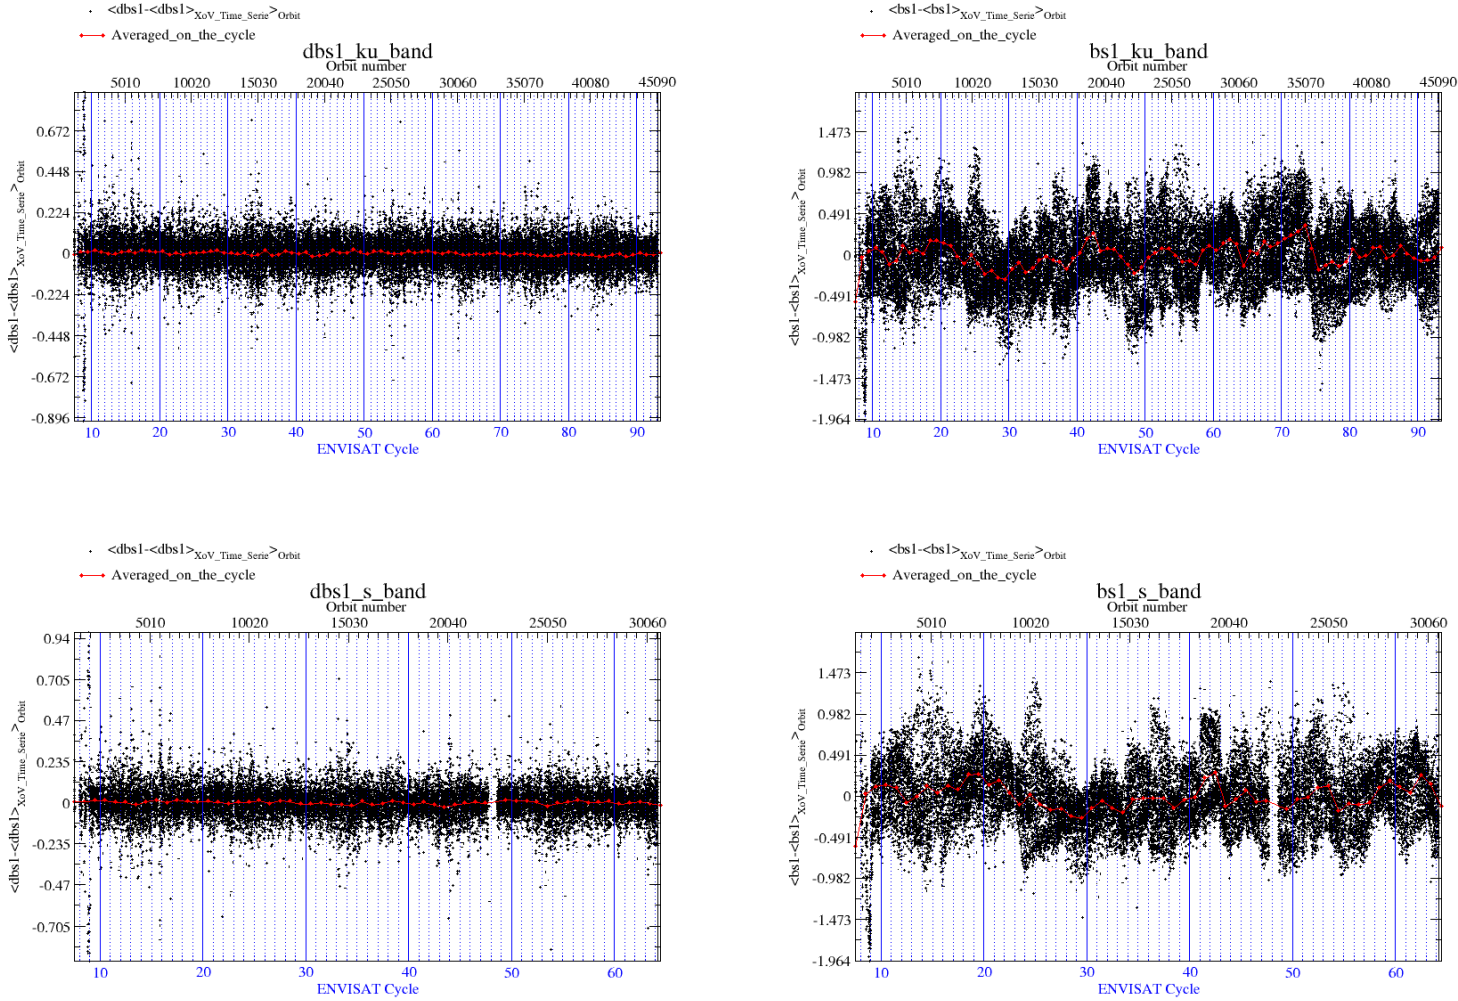 <dbs1-<dbs1>XoV_Time_Serie>Orbit
Averaged_on_the_cycle
dbs1_ku_band
Orbit number
5010 10020 15030 20040 25050 30060 35070 40080 45090
0.672
0.448
0.224
0
-0.224
-0.448
-0.672
-0.896
<dbs1-<dbs1>XoV_Time_Serie>Orbit
10 20 30 40 50 60 70 80 90
ENVISAT Cycle
<bs1-<bs1>XoV_Time_Serie>Orbit
Averaged_on_the_cycle
bs1_ku_band
Orbit number
5010 10020 15030 20040 25050 30060 35070 40080 45090
1.473
0.982
0.491
0
-0.491
-0.982
-1.473
-1.964
<bs1-<bs1>XoV_Time_Serie>Orbit
10 20 30 40 50 60 70 80 90
ENVISAT Cycle
<dbs1-<dbs1>XoV_Time_Serie>Orbit
Averaged_on_the_cycle
dbs1_s_band
Orbit number
5010 10020 15030 20040 25050 30060
0.94
0.705
0.47
0.235
0
-0.235
-0.47
-0.705
<dbs1-<dbs1>XoV_Time_Serie>Orbit
10 20 30 40 50 60
ENVISAT Cycle
<bs1-<bs1>XoV_Time_Serie>Orbit
Averaged_on_the_cycle
bs1_s_band
Orbit number
5010 10020 15030 20040 25050 30060
1.473
0.982
0.491
0
-0.491
-0.982
-1.473
-1.964
<bs1-<bs1>XoV_Time_Serie>Orbit
10 20 30 40 50 60
ENVISAT Cycle